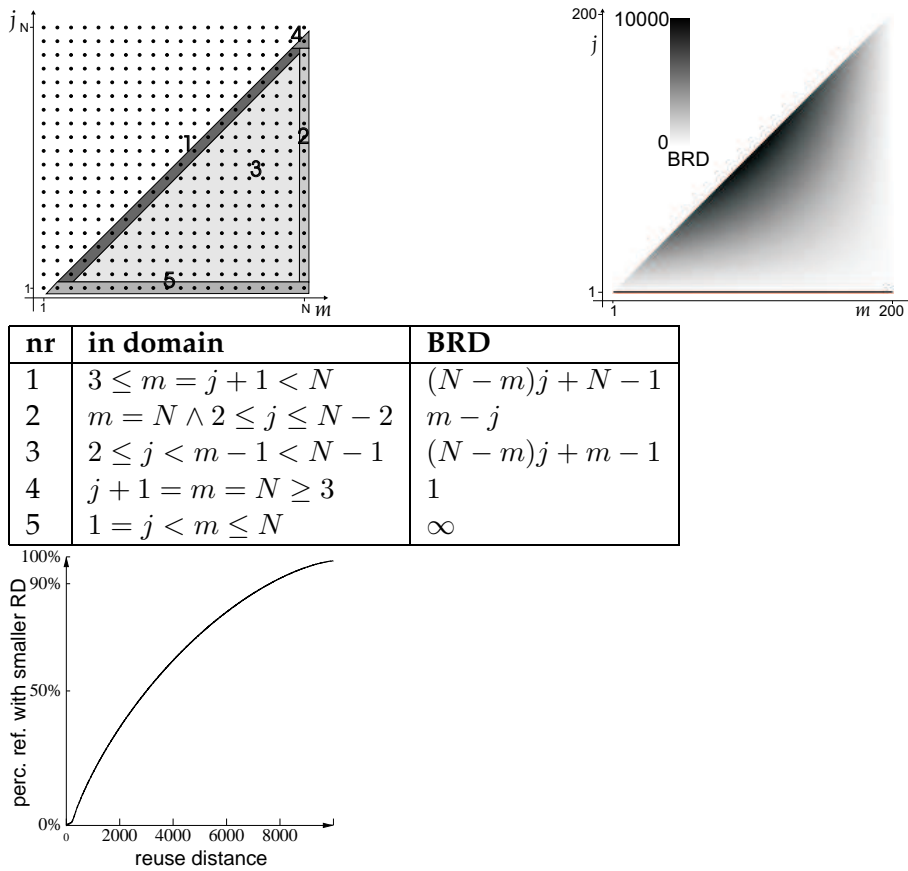 j N
4
1
2
3
5
1
1 N m
200
j
10000
0
BRD
1
1 m 200
nr in domain BRD
1 3 ≤ m = j + 1 < N (N − m)j + N − 1
2 m = N ∧ 2 ≤ j ≤ N − 2 m − j
3 2 ≤ j < m − 1 < N − 1 (N − m)j + m − 1
4 j + 1 = m = N ≥ 3 1
5 1 = j < m ≤ N ∞
100%
90%
50%
0%
perc. ref. with smaller RD
0 2000 4000 6000 8000
reuse distance